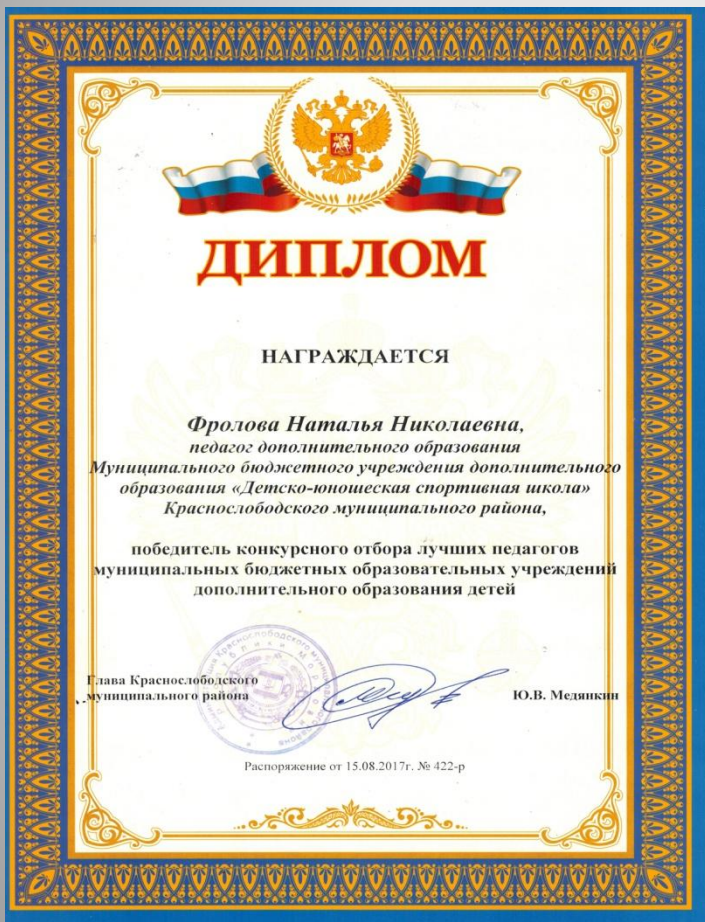 ДИПЛОМ
НАГРАЖДАЕТСЯ
Фролова Наталья Николаевна,
педагог дополнительного образования
Муниципального бюджетного учреждения дополнительного
образования «Детско-юношеская спортивная школа»
Краснослободского муниципального района,
победитель конкурсного отбора лучших педагогов
муниципальных бюджетных образовательных учреждений
дополнительного образования детей
Глава Краснослободского
муниципального района
Ю.В. Медянкин
Распоряжение от 15.08.2017г. № 422-р